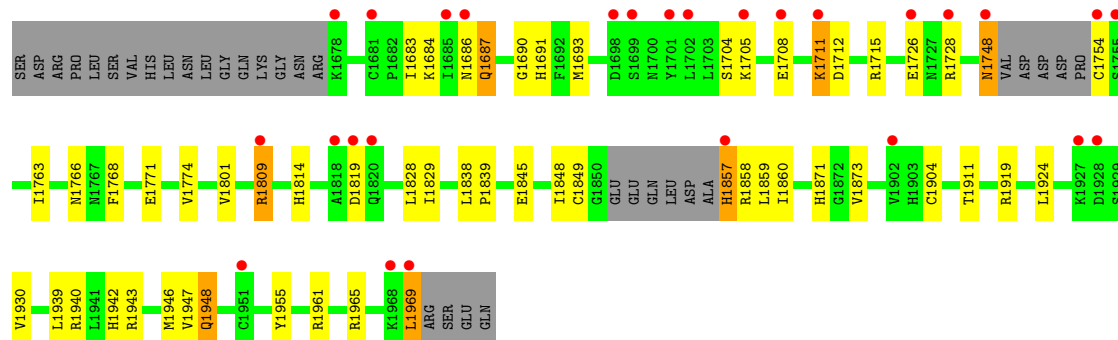 SER ASP ARG PRO LEU SER VAL HIS LEU ASN LEU GLY GLN LYS GLY ASN ARG K1678 C1681 P1682 I1683 K1684 I1685 N1686 Q1687 G1690 H1691 F1692 M1693 D1698 S1699 N1700 Y1701 L1702 L1703 S1704 K1705 E1708 K1711 D1712 R1715 E1726 N1727 R1728 N1748 VAL ASP ASP ASP PRO C1754 S1755
I1763 N1766 N1767 F1768 E1771 V1774 V1801 R1809 H1814 A1818 D1819 Q1820 L1828 I1829 L1838 P1839 E1845 I1848 C1849 G1850 GLU GLU GLN LEU ASP ALA H1857 R1858 L1859 I1860 H1871 G1872 V1873 V1902 H1903 C1904 T1911 R1919 L1924 K1927 D1928 S1929
V1930 L1939 R1940 L1941 H1942 R1943 M1946 V1947 Q1948 C1951 Y1955 R1961 R1965 K1968 L1969 ARG SER GLU GLN